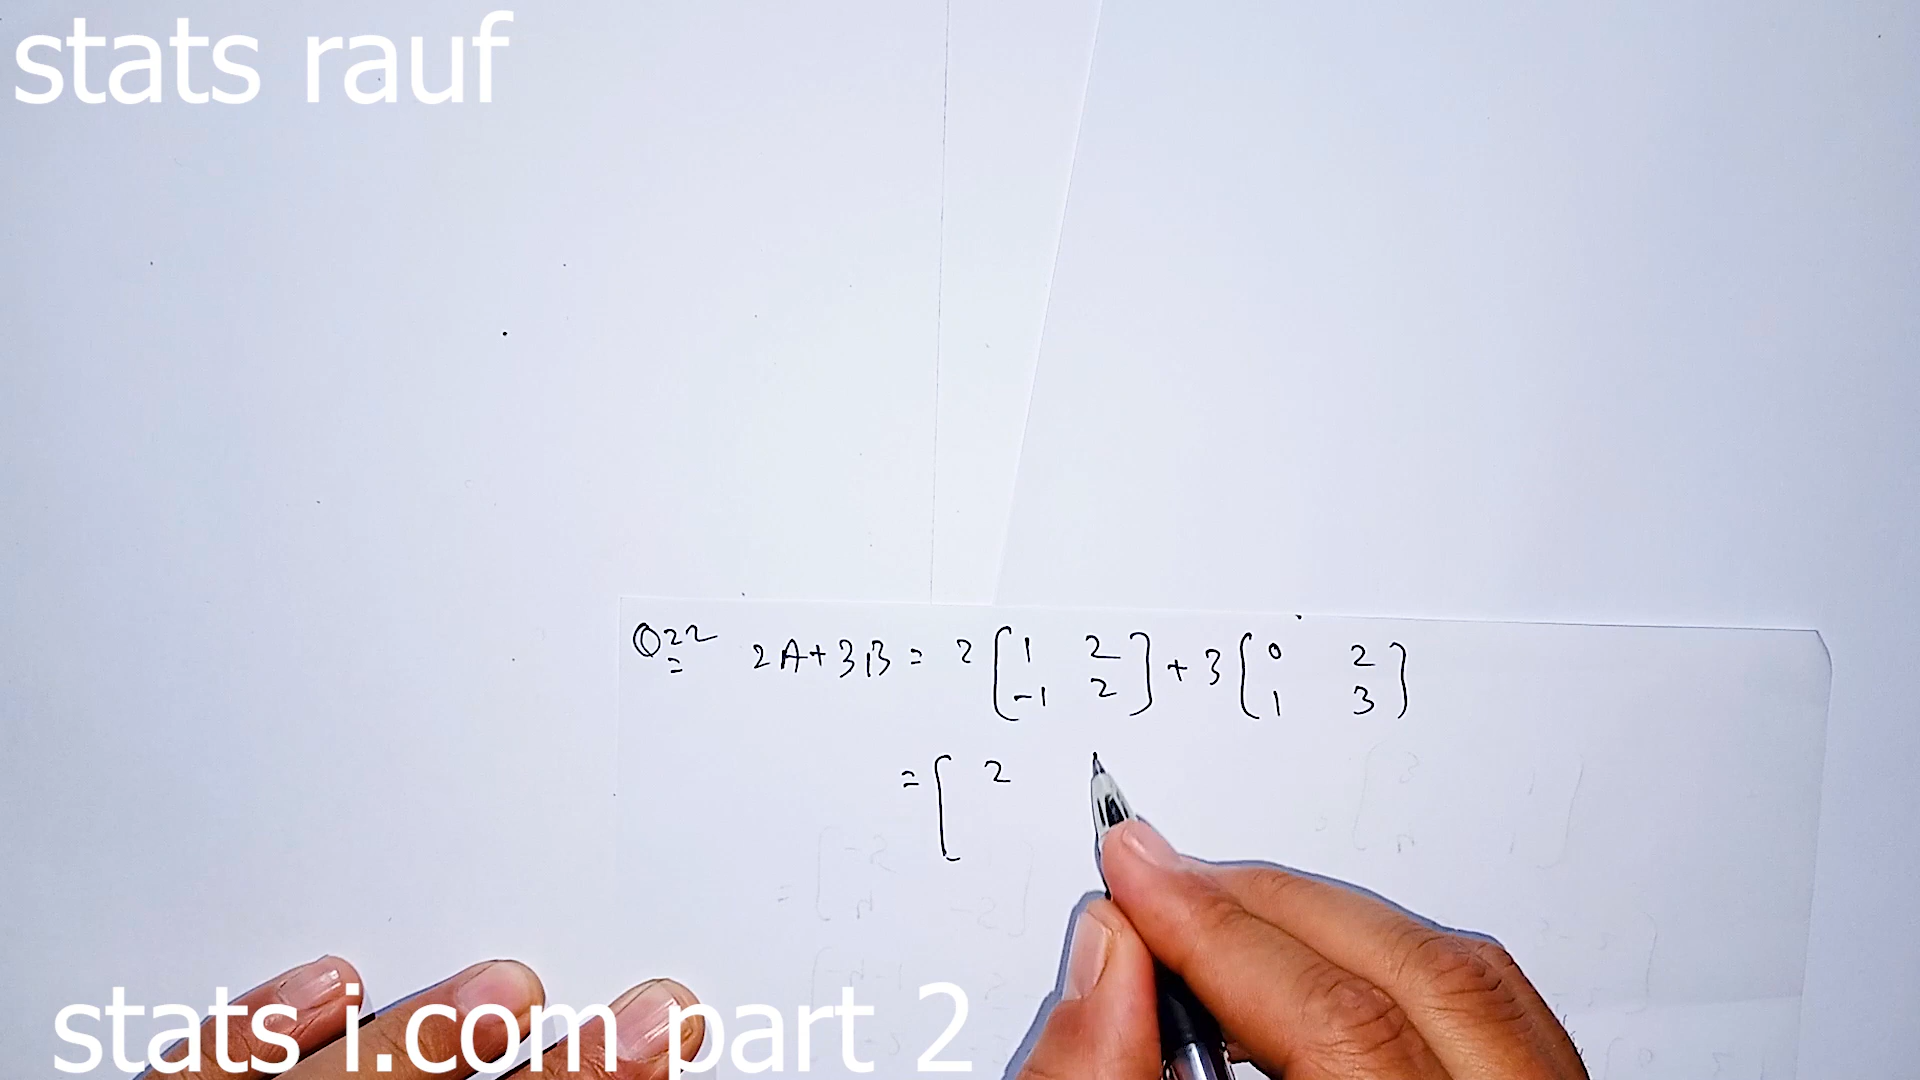 stats rauf
Q22 2A+3B = 2 [ 1 2 ] + 3 [ 0 2 ]
-1 2 1 3
= [ 2
stats i.com part 2